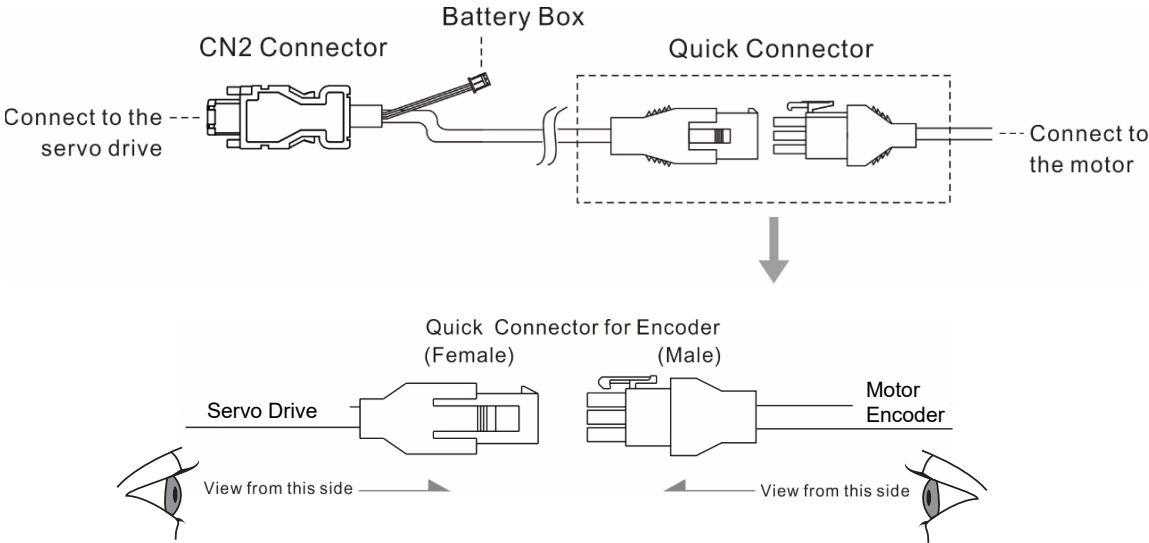 Battery Box
CN2 Connector
Quick Connector
Connect to the
servo drive
Connect to
the motor
Quick Connector for Encoder
(Female)
(Male)
Servo Drive
Motor
Encoder
View from this side
View from this side